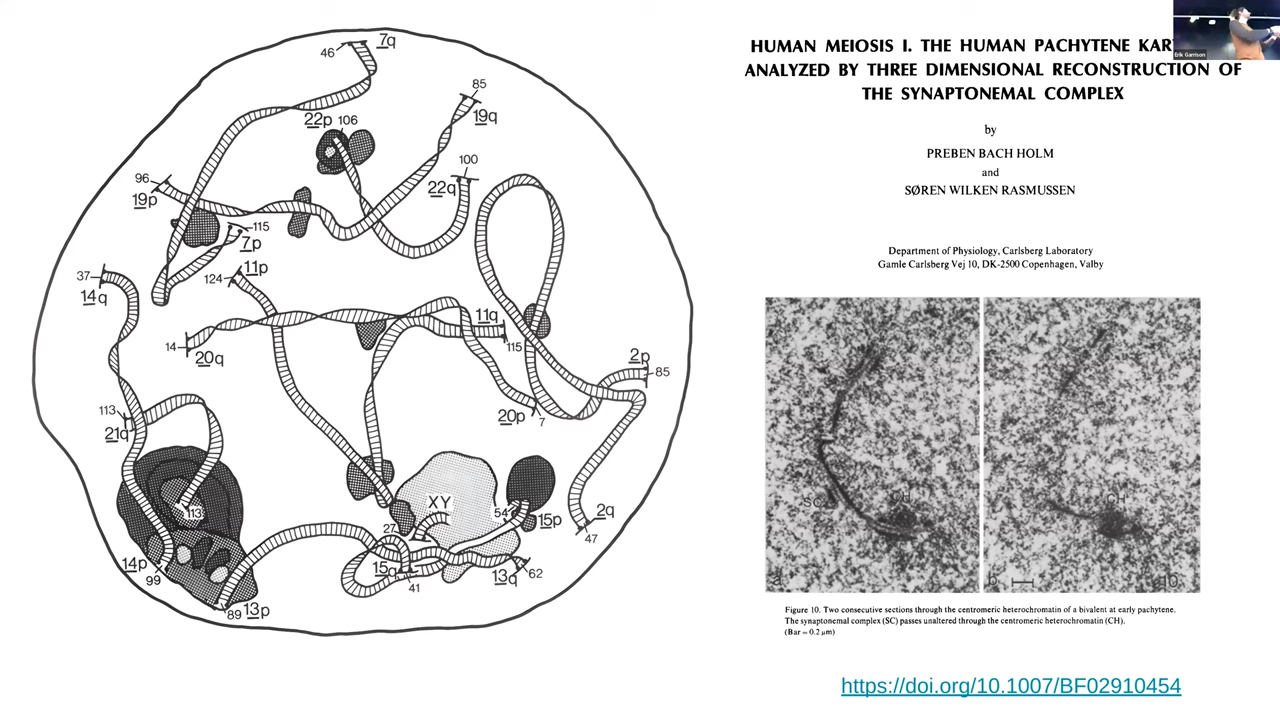 46
7q
85
19q
22p
106
100
22q
96
19p
115
7p
124
11p
37
14q
11q
115
14
20q
2p
85
20p
7
113
21q
XY
54
15p
113
27
2q
47
14p
99
15q
41
13q
62
89
13p
HUMAN MEIOSIS I. THE HUMAN PACHYTENE
ANALYZED BY THREE DIMENSIONAL RECONSTRUCTION OF
THE SYNAPTONEMAL COMPLEX
by
PREBEN BACH HOLM
and
SØREN WILKEN RASMUSSEN
Department of Physiology, Carlsberg Laboratory
Gamle Carlsberg Vej 10, DK-2500 Copenhagen, Valby
SC
CH
a
CH
b
10
Figure 10. Two consecutive sections through the centromeric heterochromatin of a bivalent at early pachytene.
The synaptonemal complex (SC) passes unaltered through the centromeric heterochromatin (CH).
(Bar = 0.2 µm)
https://doi.org/10.1007/BF02910454
Erik Garrison